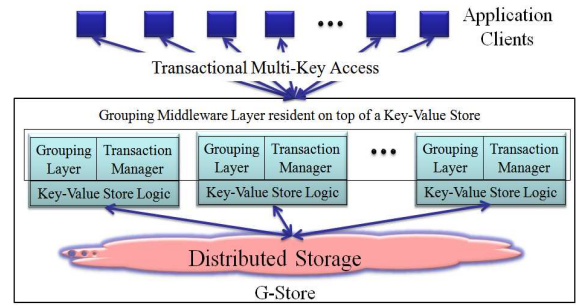 Application
Clients
Transactional Multi-Key Access
Grouping Middleware Layer resident on top of a Key-Value Store
Grouping Layer
Transaction Manager
Key-Value Store Logic
Grouping Layer
Transaction Manager
Key-Value Store Logic
Grouping Layer
Transaction Manager
Key-Value Store Logic
Distributed Storage
G-Store